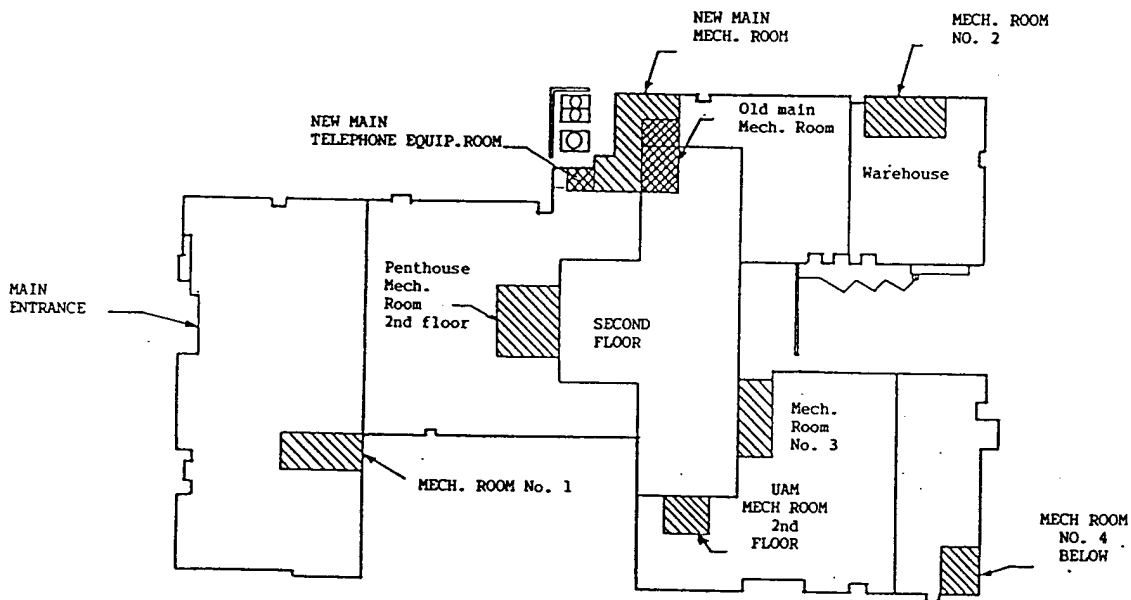 NEW MAIN
MECH. ROOM
MECH. ROOM
NO. 2
NEW MAIN
TELEPHONE EQUIP.ROOM
Old main
Mech. Room
Warehouse
MAIN
ENTRANCE
Penthouse
Mech.
Room
2nd floor
SECOND
FLOOR
Mech.
Room
No. 3
MECH. ROOM No. 1
UAM
MECH ROOM
2nd
FLOOR
MECH ROOM
NO. 4
BELOW